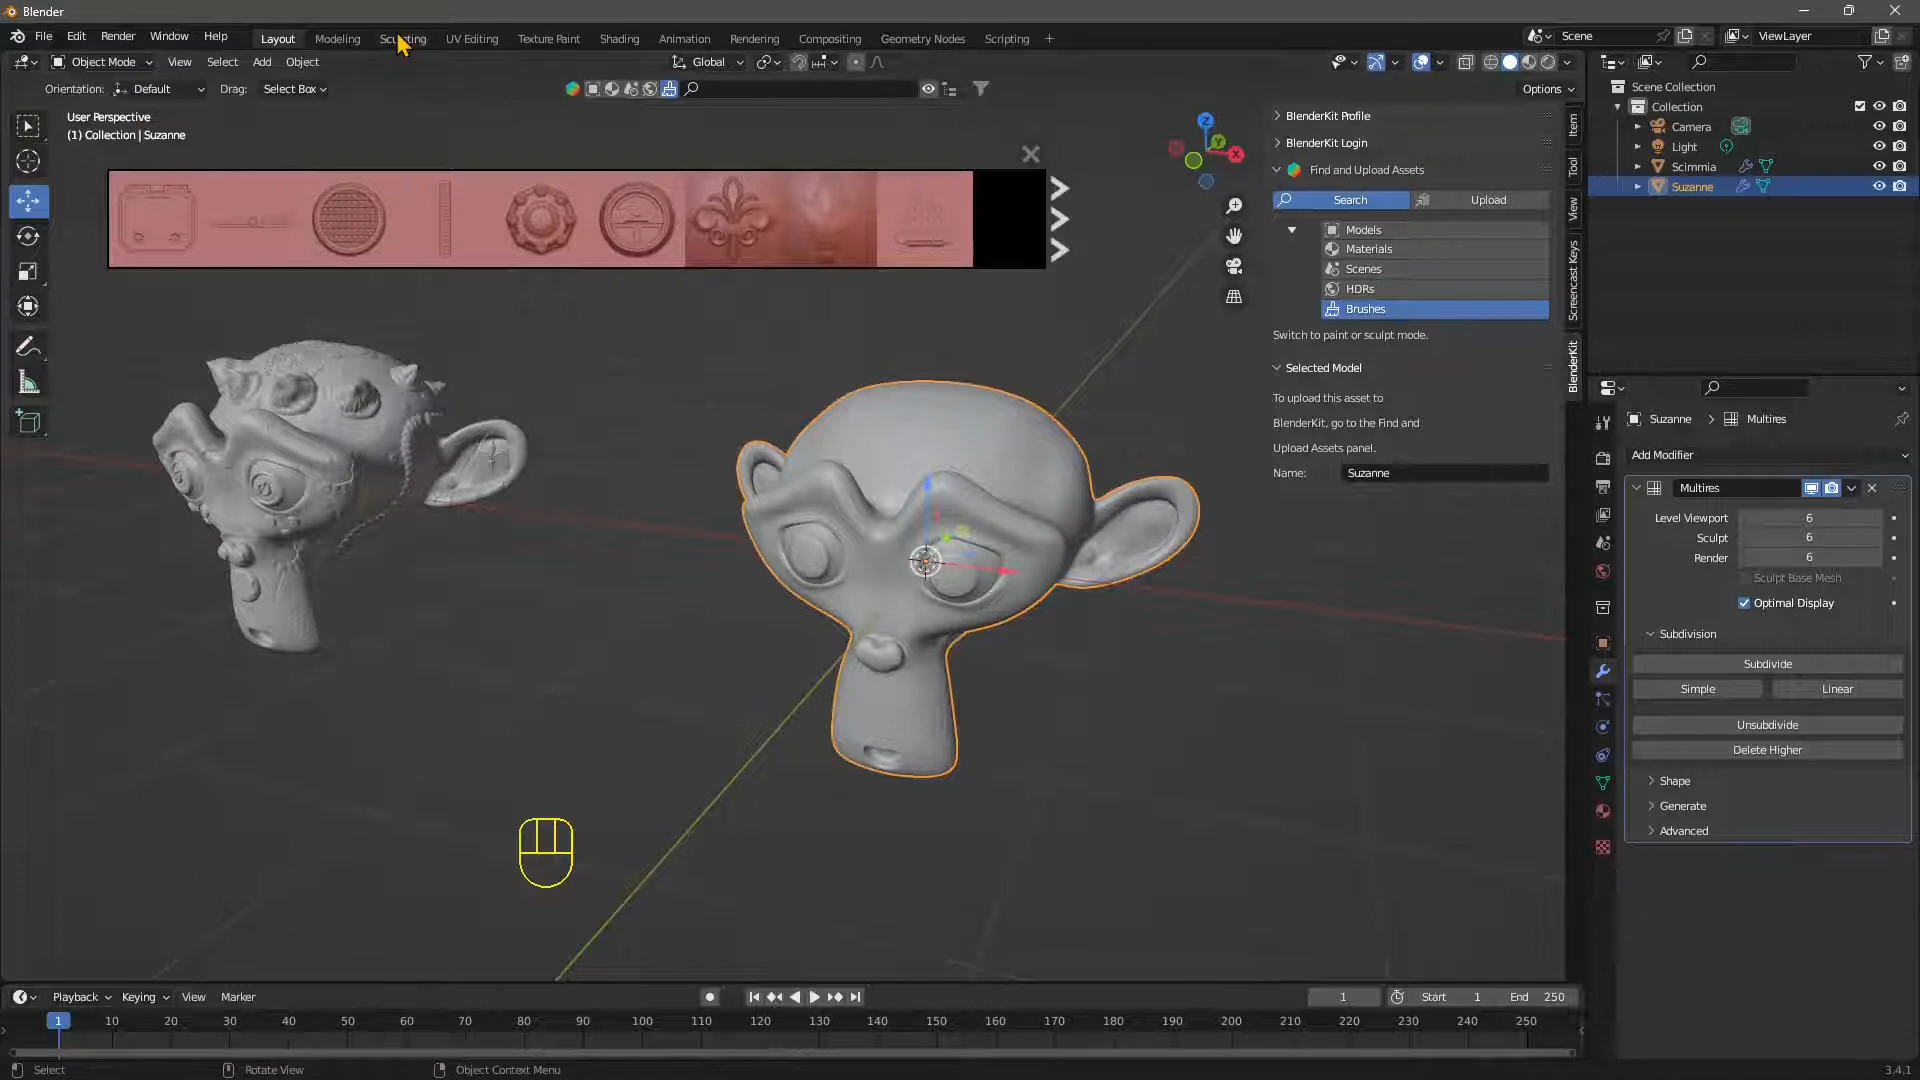 Blender
File Edit Render Window Help Layout Modeling Sculpting UV Editing Texture Paint Shading Animation Rendering Compositing Geometry Nodes Scripting + Scene ViewLayer
Object Mode View Select Add Object Global
Orientation: Default Drag: Select Box Options
User Perspective
(1) Collection | Suzanne
Z
Y
X
BlenderKit Profile
BlenderKit Login
Find and Upload Assets
Search Upload
Models
Materials
Scenes
HDRs
Brushes
Switch to paint or sculpt mode.
Selected Model
To upload this asset to
BlenderKit, go to the Find and
Upload Assets panel.
Name: Suzanne
Item
Tool
View
Screencast Keys
BlenderKit
Scene Collection
Collection
Camera
Light
Scimmia
Suzanne
Suzanne > Multires
Add Modifier
Multires
Level Viewport 6
Sculpt 6
Render 6
Sculpt Base Mesh
Optimal Display
Subdivision
Subdivide
Simple Linear
Unsubdivide
Delete Higher
Shape
Generate
Advanced
Playback Keying View Marker 1 Start 1 End 250
1 10 20 30 40 50 60 70 80 90 100 110 120 130 140 150 160 170 180 190 200 210 220 230 240 250
Select Rotate View Object Context Menu 3.4.1